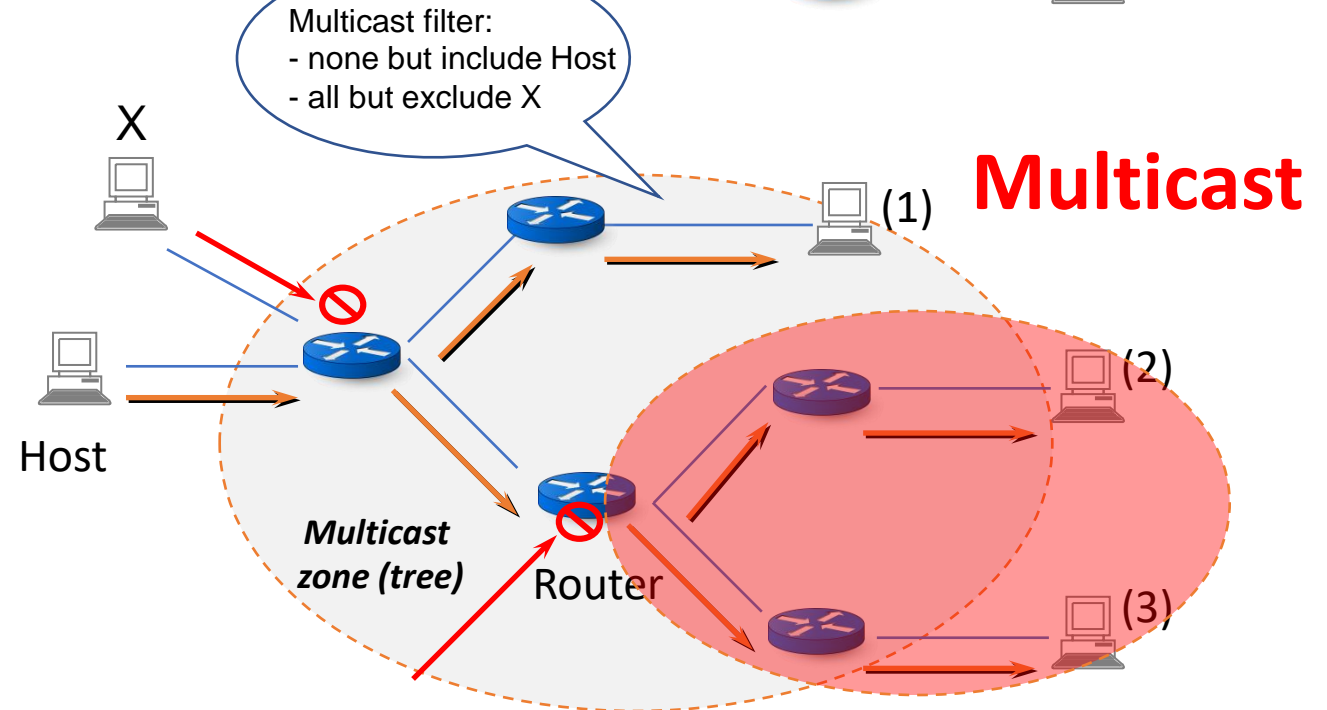 Multicast filter:
- none but include Host
- all but exclude X
X
Multicast
(1)
(2)
Host
Multicast
zone (tree)
Router
(3)